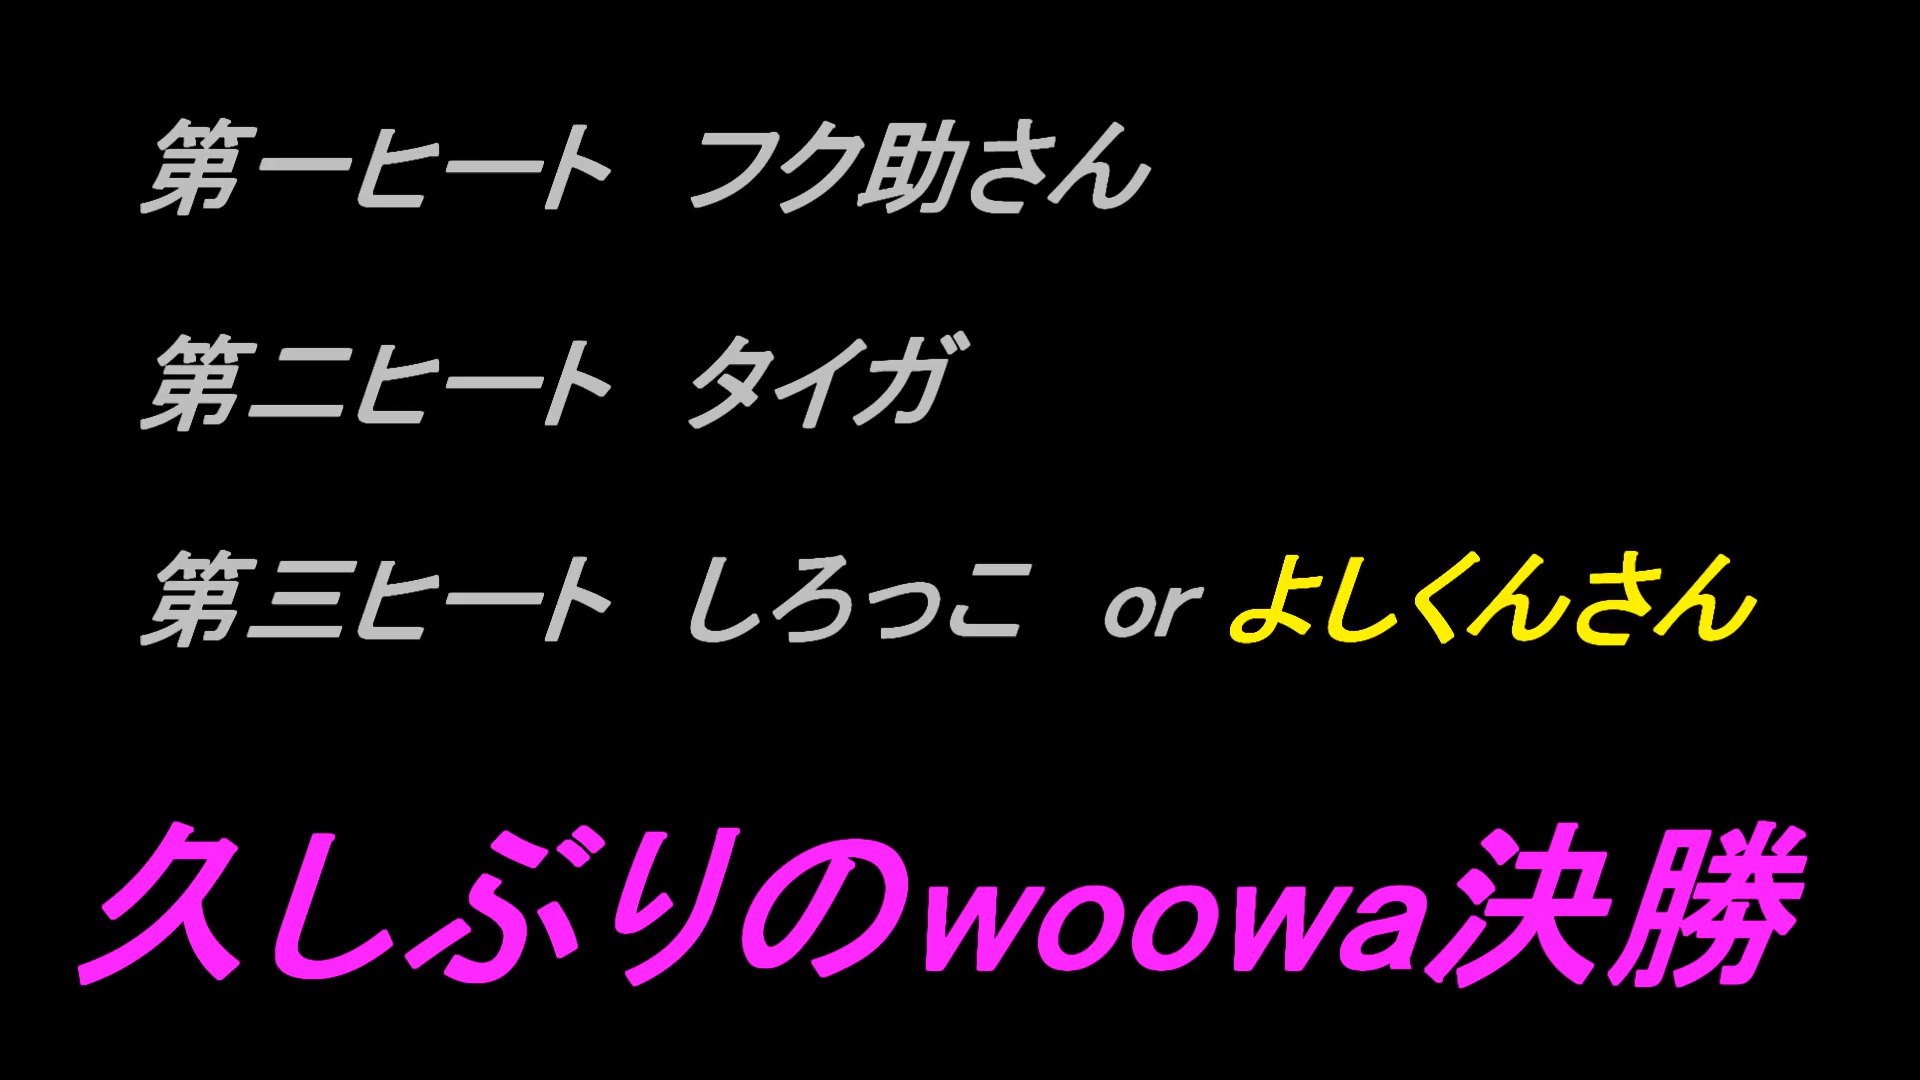 第一ヒート　フク助さん
第二ヒート　タイガ
第三ヒート　しろっこ　or よしくんさん
久しぶりのwoowa決勝